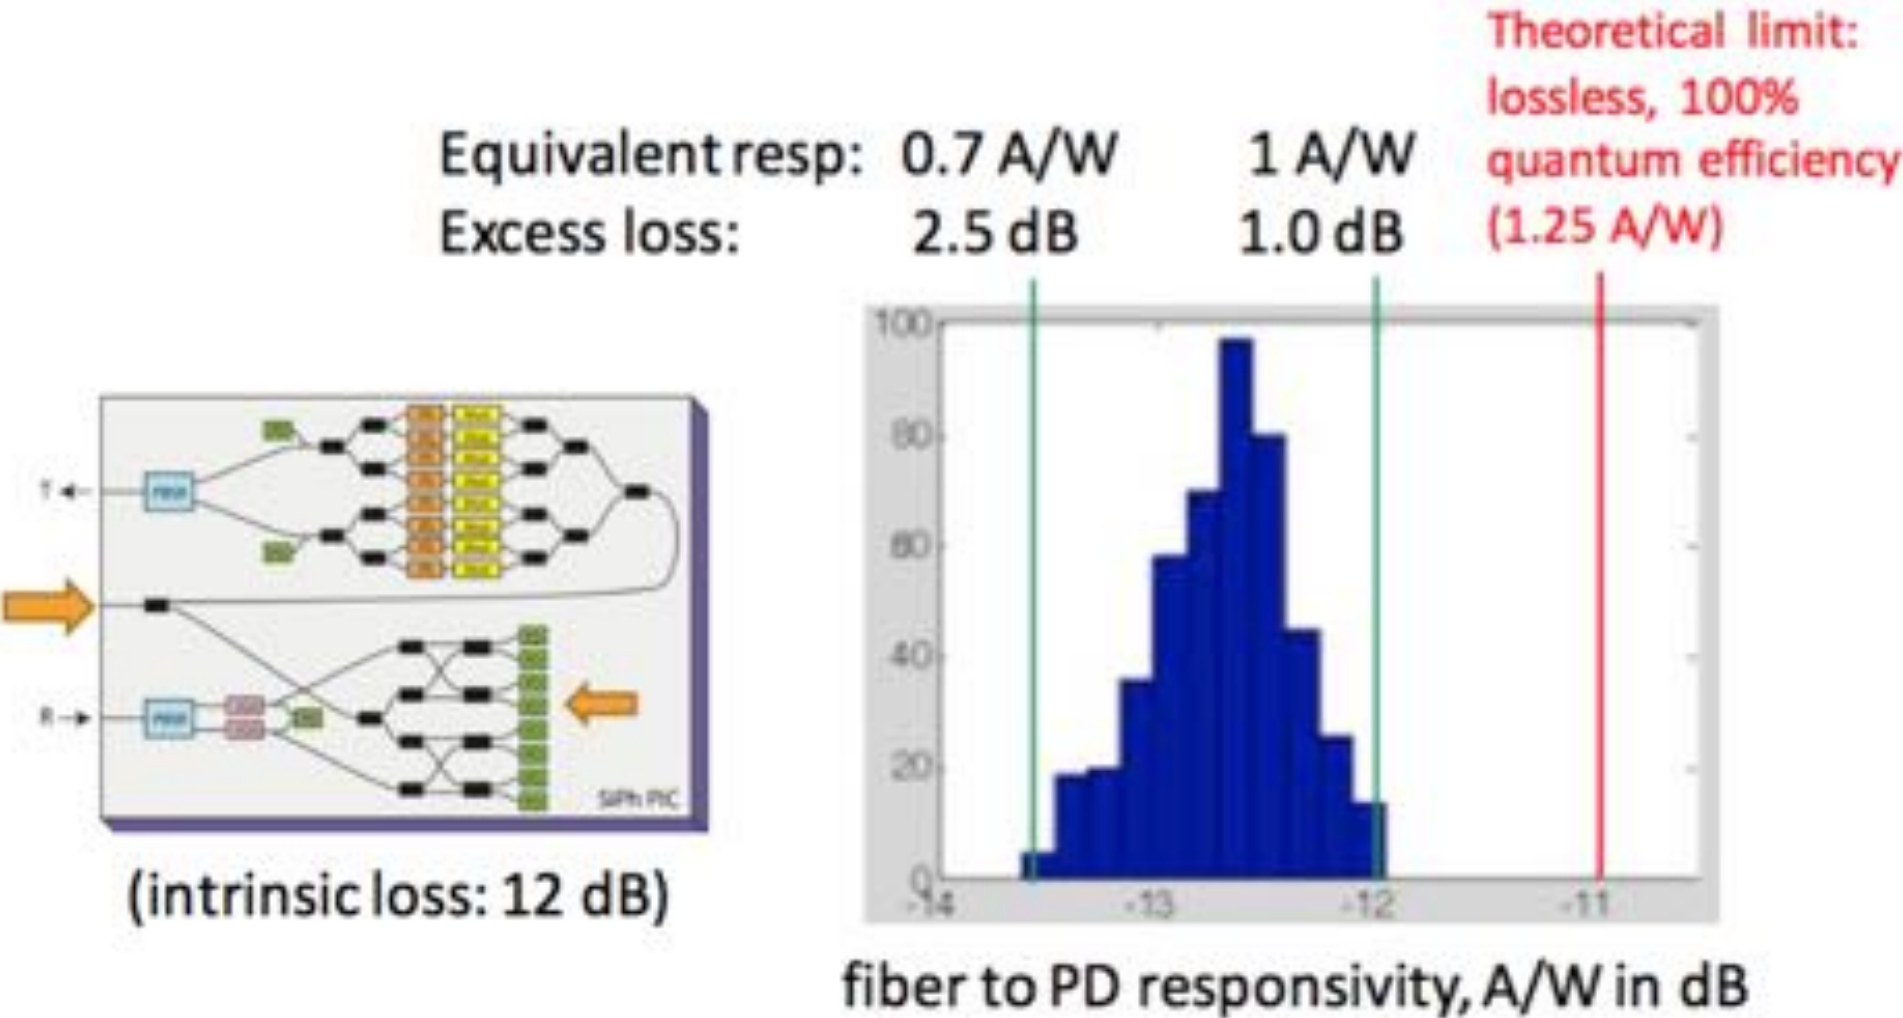 Theoretical limit:
lossless, 100%
quantum efficiency
(1.25 A/W)
Equivalent resp: 0.7 A/W 1 A/W
Excess loss: 2.5 dB 1.0 dB
100
80
60
40
20
0
-14 -13 -12 -11
fiber to PD responsivity, A/W in dB
T
R
SiPh PIC
(intrinsic loss: 12 dB)